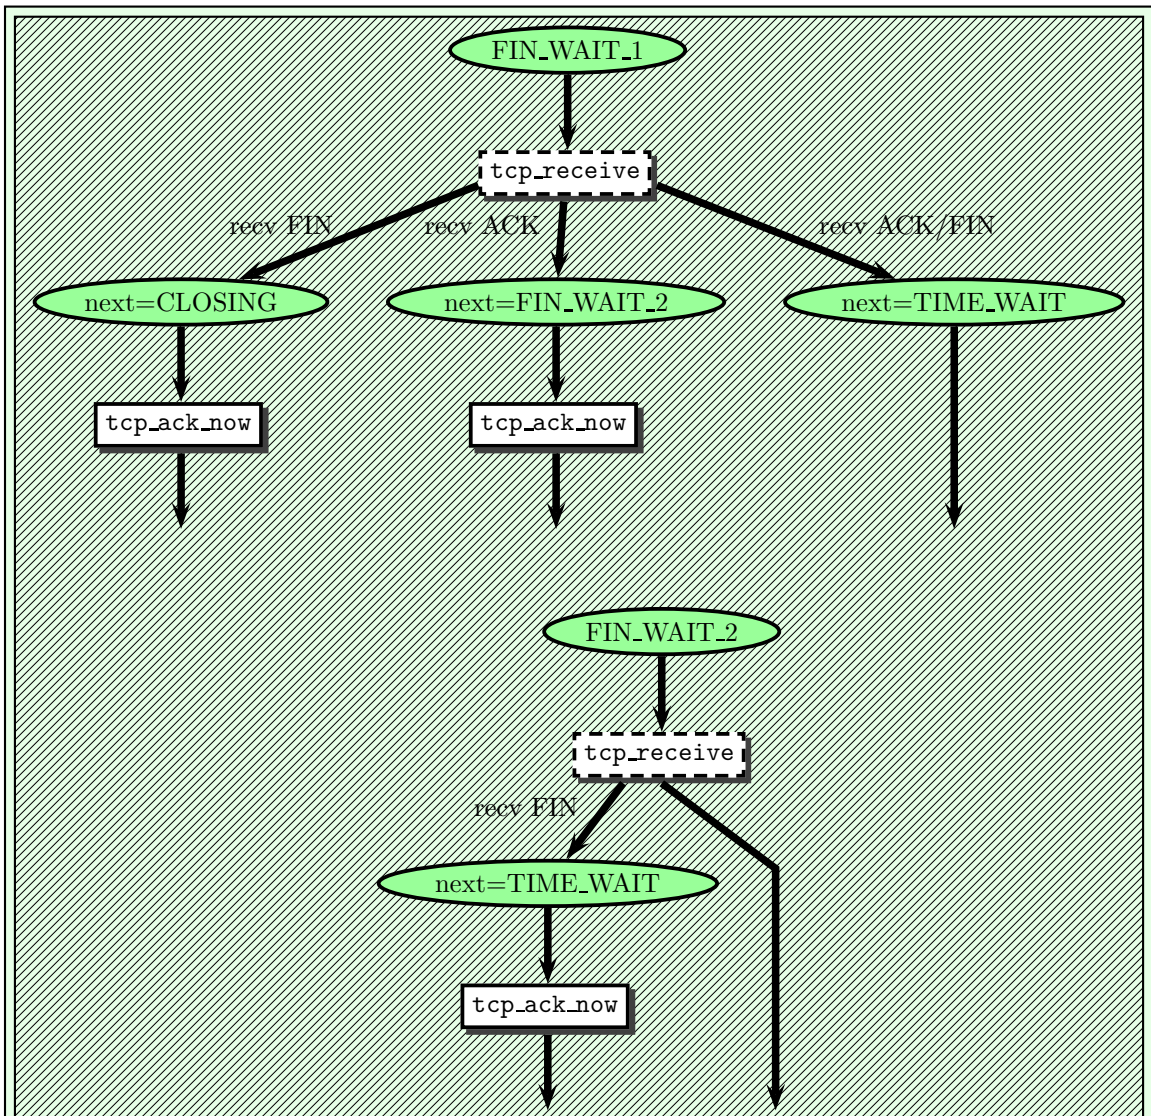 FIN_WAIT_1
tcp_receive
recv FIN
recv ACK
recv ACK/FIN
next=CLOSING
next=FIN_WAIT_2
next=TIME_WAIT
tcp_ack_now
tcp_ack_now
FIN_WAIT_2
tcp_receive
recv FIN
next=TIME_WAIT
tcp_ack_now